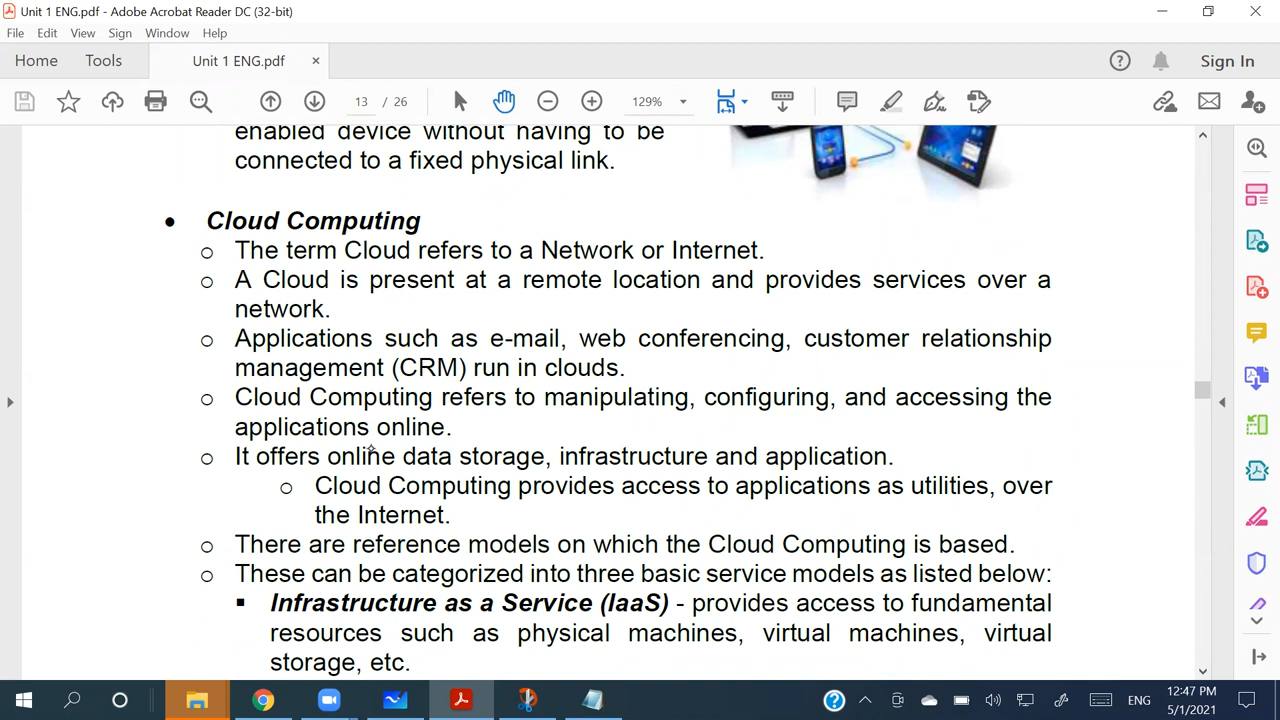 Unit 1 ENG.pdf - Adobe Acrobat Reader DC (32-bit)
File Edit View Sign Window Help
Home Tools Unit 1 ENG.pdf × Sign In
13 / 26 129%
enabled device without having to be
connected to a fixed physical link.
• Cloud Computing
o The term Cloud refers to a Network or Internet.
o A Cloud is present at a remote location and provides services over a
network.
o Applications such as e-mail, web conferencing, customer relationship
management (CRM) run in clouds.
o Cloud Computing refers to manipulating, configuring, and accessing the
applications online.
o It offers online data storage, infrastructure and application.
o Cloud Computing provides access to applications as utilities, over
the Internet.
o There are reference models on which the Cloud Computing is based.
o These can be categorized into three basic service models as listed below:
▪ Infrastructure as a Service (IaaS) - provides access to fundamental
resources such as physical machines, virtual machines, virtual
storage, etc.
ENG
12:47 PM
5/1/2021